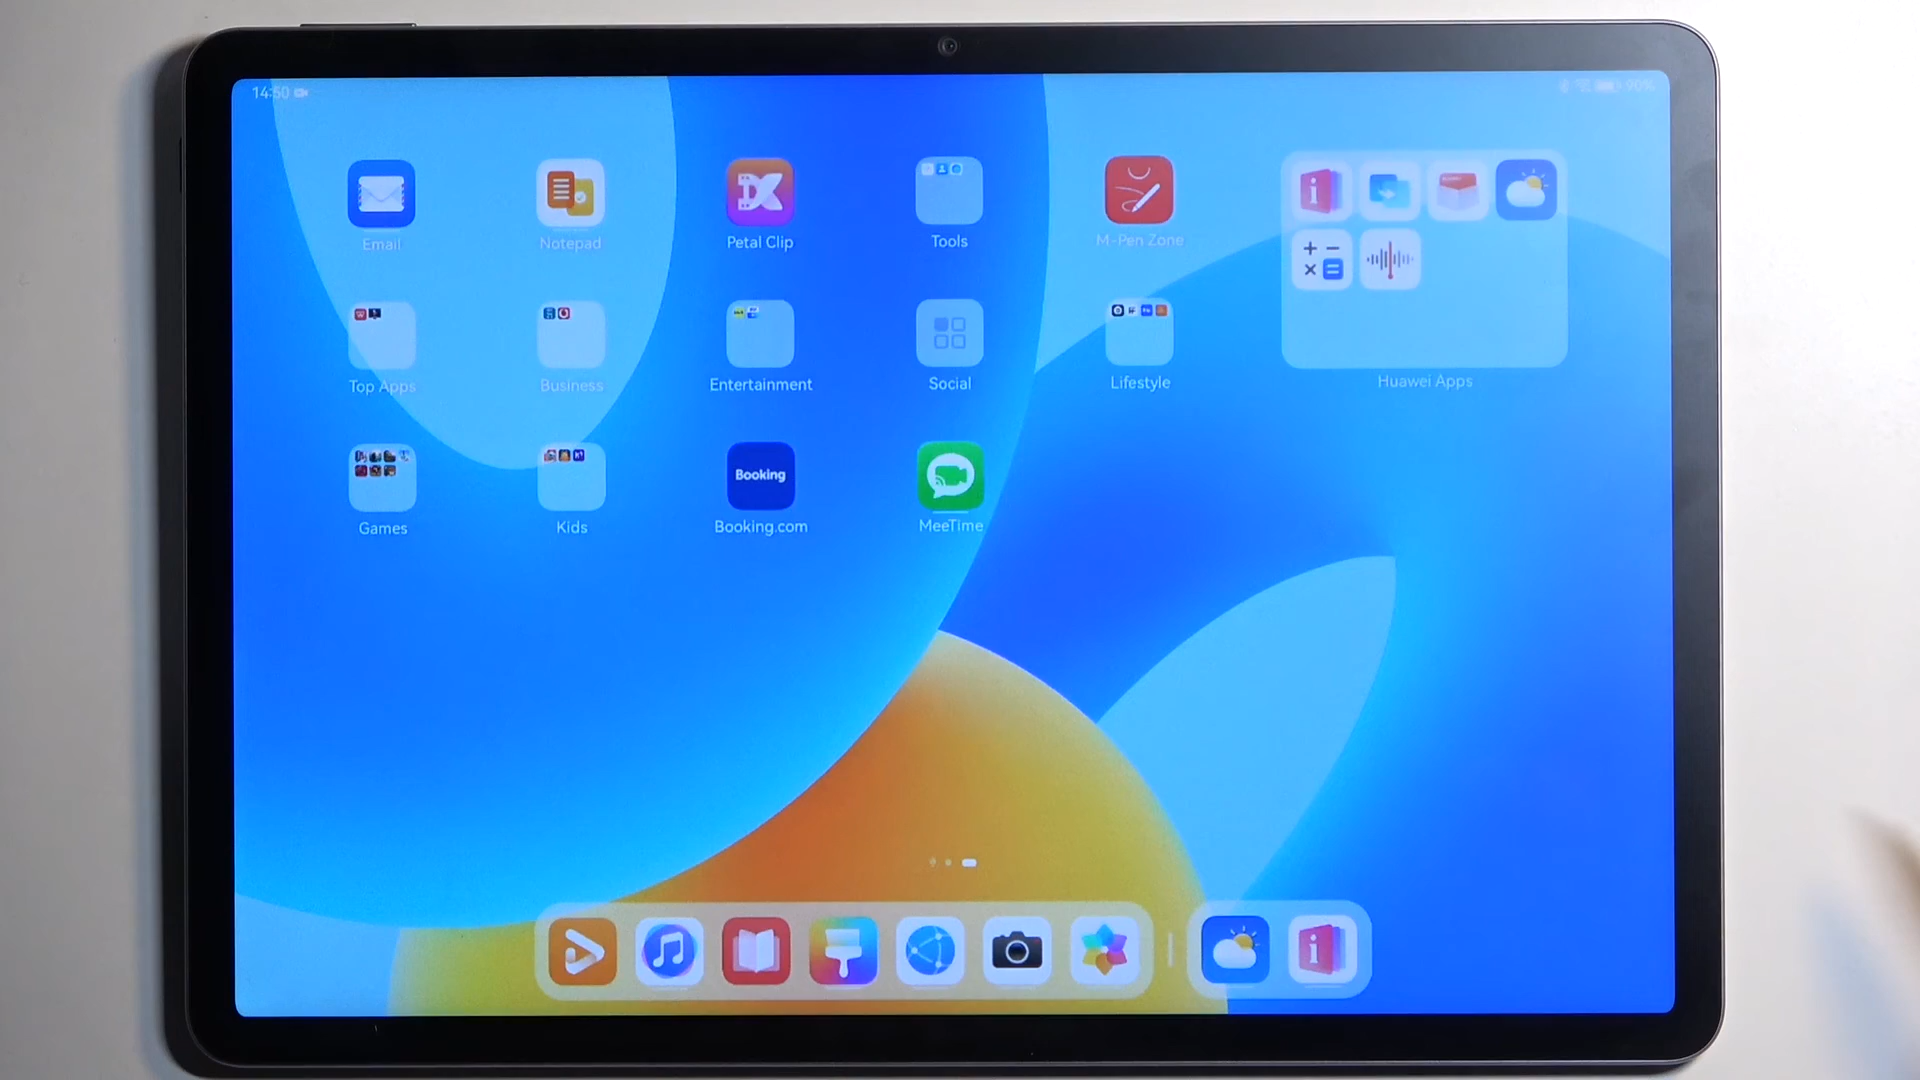 14:50
90%
Email
Notepad
Petal Clip
Tools
M-Pen Zone
Top Apps
Business
Entertainment
Social
Lifestyle
Huawei Apps
Games
Kids
Booking
Booking.com
MeeTime